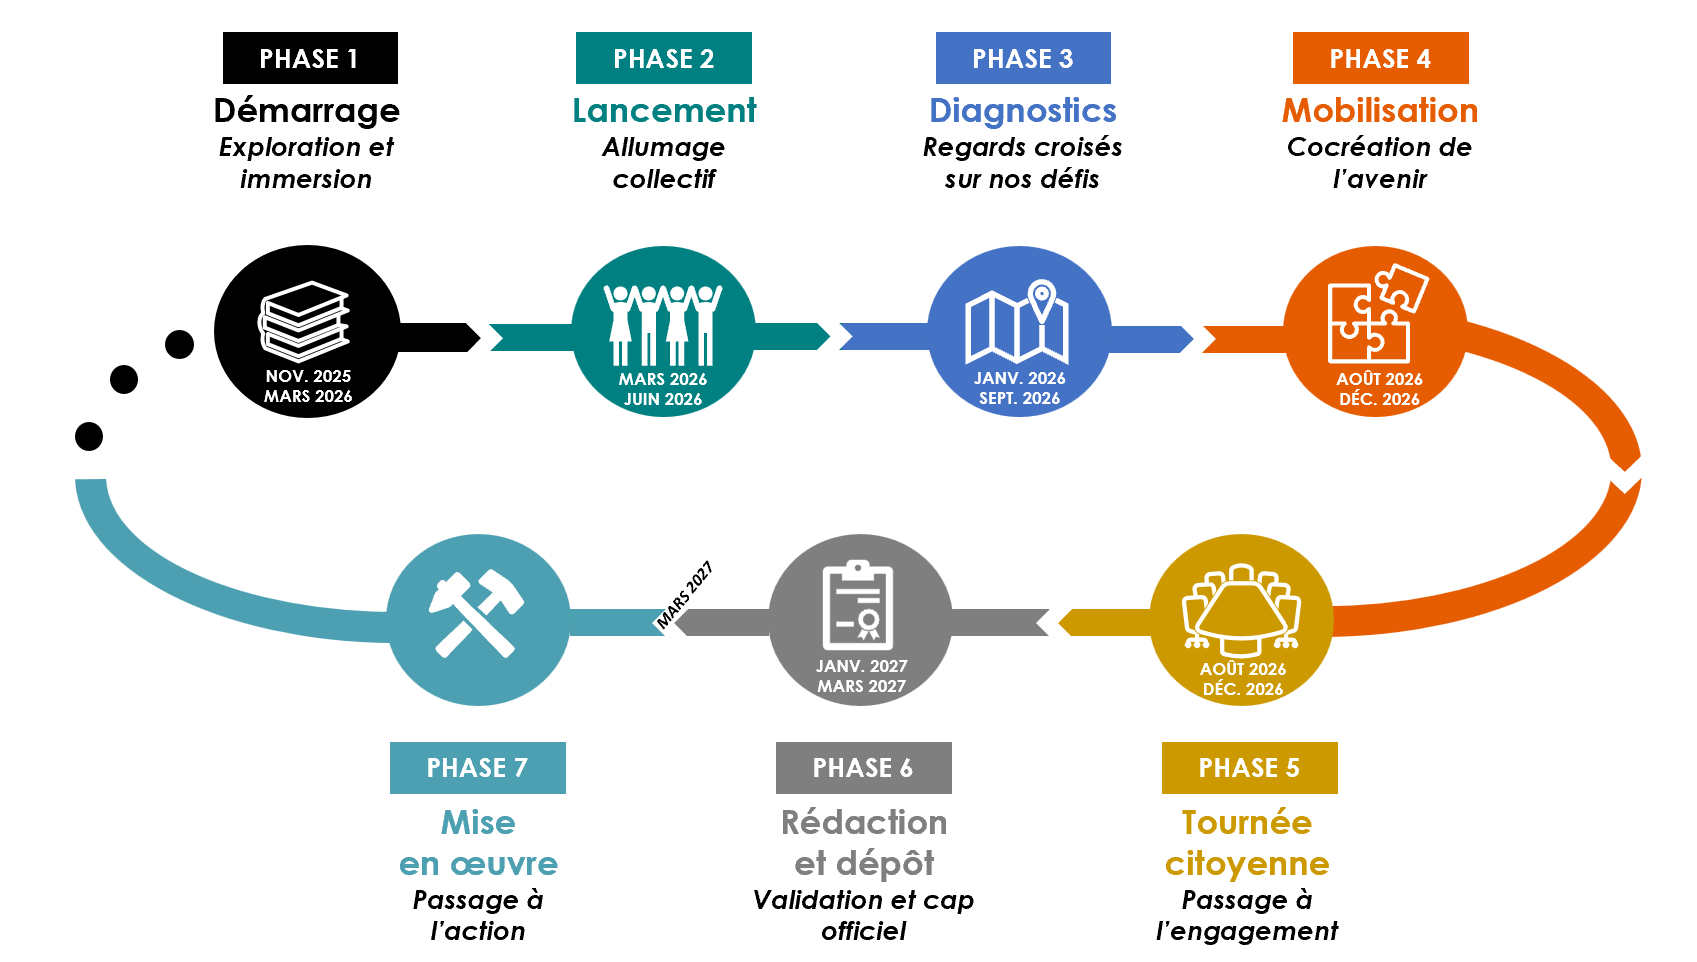 PHASE 1
Démarrage
Exploration et
immersion
NOV. 2025
MARS 2026
PHASE 2
Lancement
Allumage
collectif
MARS 2026
JUIN 2026
PHASE 3
Diagnostics
Regards croisés
sur nos défis
JANV. 2026
SEPT. 2026
PHASE 4
Mobilisation
Cocréation de
l'avenir
AOÛT 2026
DÉC. 2026
AOÛT 2026
DÉC. 2026
PHASE 5
Tournée
citoyenne
Passage à
l'engagement
JANV. 2027
MARS 2027
PHASE 6
Rédaction
et dépôt
Validation et cap
officiel
MARS 2027
PHASE 7
Mise
en œuvre
Passage à
l'action